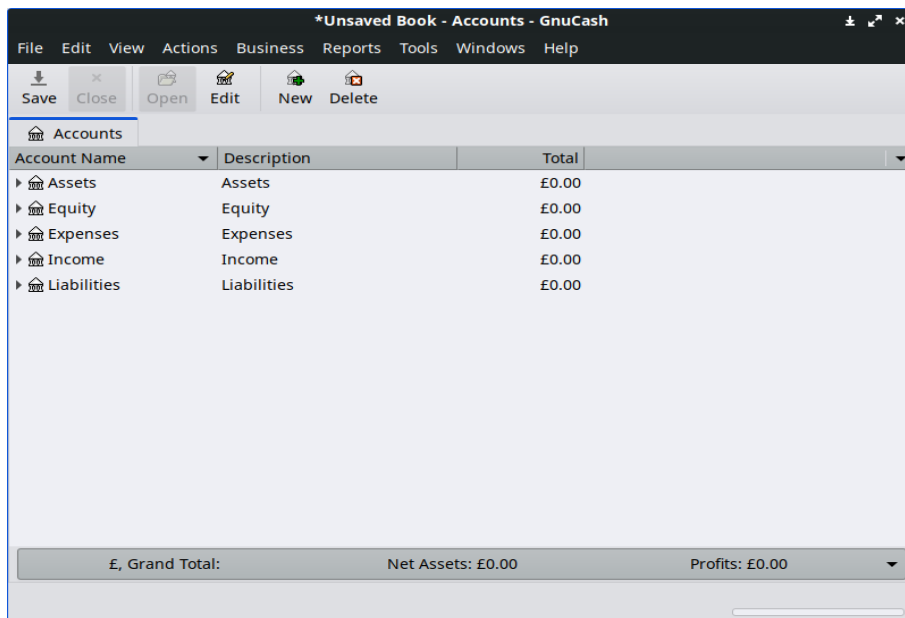 *Unsaved Book - Accounts - GnuCash
File Edit View Actions Business Reports Tools Windows Help
Save Close Open Edit New Delete
Accounts
Account Name Description Total
Assets Assets £0.00
Equity Equity £0.00
Expenses Expenses £0.00
Income Income £0.00
Liabilities Liabilities £0.00
£, Grand Total: Net Assets: £0.00 Profits: £0.00